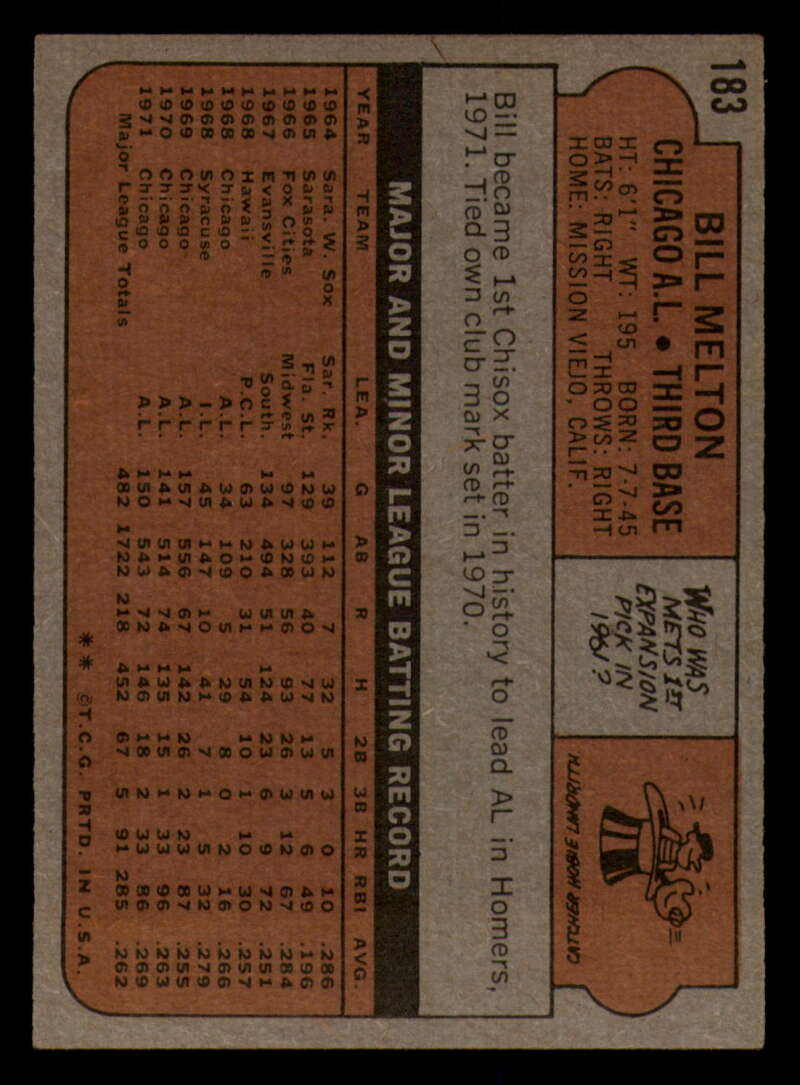 183
BILL MELTON
CHICAGO A.L. • THIRD BASE
HT: 6'1" WT: 195 BORN: 7-7-45
BATS: RIGHT THROWS: RIGHT
HOME: MISSION VIEJO, CALIF.
WHO WAS
METS 1ST
EXPANSION
PICK IN
1961?
CATCHER HOBIE LANDRITH
Bill became 1st Chisox batter in history to lead AL in Homers,
1971. Tied own club mark set in 1970.
MAJOR AND MINOR LEAGUE BATTING RECORD
YEAR TEAM LEA. G AB R H 2B 3B HR RBI AVG.
1964 Sara. W. Sox Sar. Rk. 39 112 7 32 5 3 0 10 .286
1965 Sarasota Fla. St. 129 393 40 77 13 5 6 49 .196
1966 Fox Cities Midwest 97 328 56 93 26 3 12 67 .284
1967 Evansville South. 134 494 51 124 23 6 9 72 .251
1968 Hawaii P.C.L. 63 210 31 54 10 1 10 30 .257
1968 Chicago A.L. 34 109 5 29 8 0 2 16 .266
1968 Syracuse I.L. 45 147 10 41 7 1 5 32 .279
1969 Chicago A.L. 157 556 67 142 26 2 23 87 .255
1970 Chicago A.L. 141 514 74 135 15 1 33 96 .263
1971 Chicago A.L. 150 543 72 146 18 2 33 86 .269
Major League Totals 482 1722 218 452 67 5 91 285 .262
** ©T.C.G. PRTD. IN U.S.A.